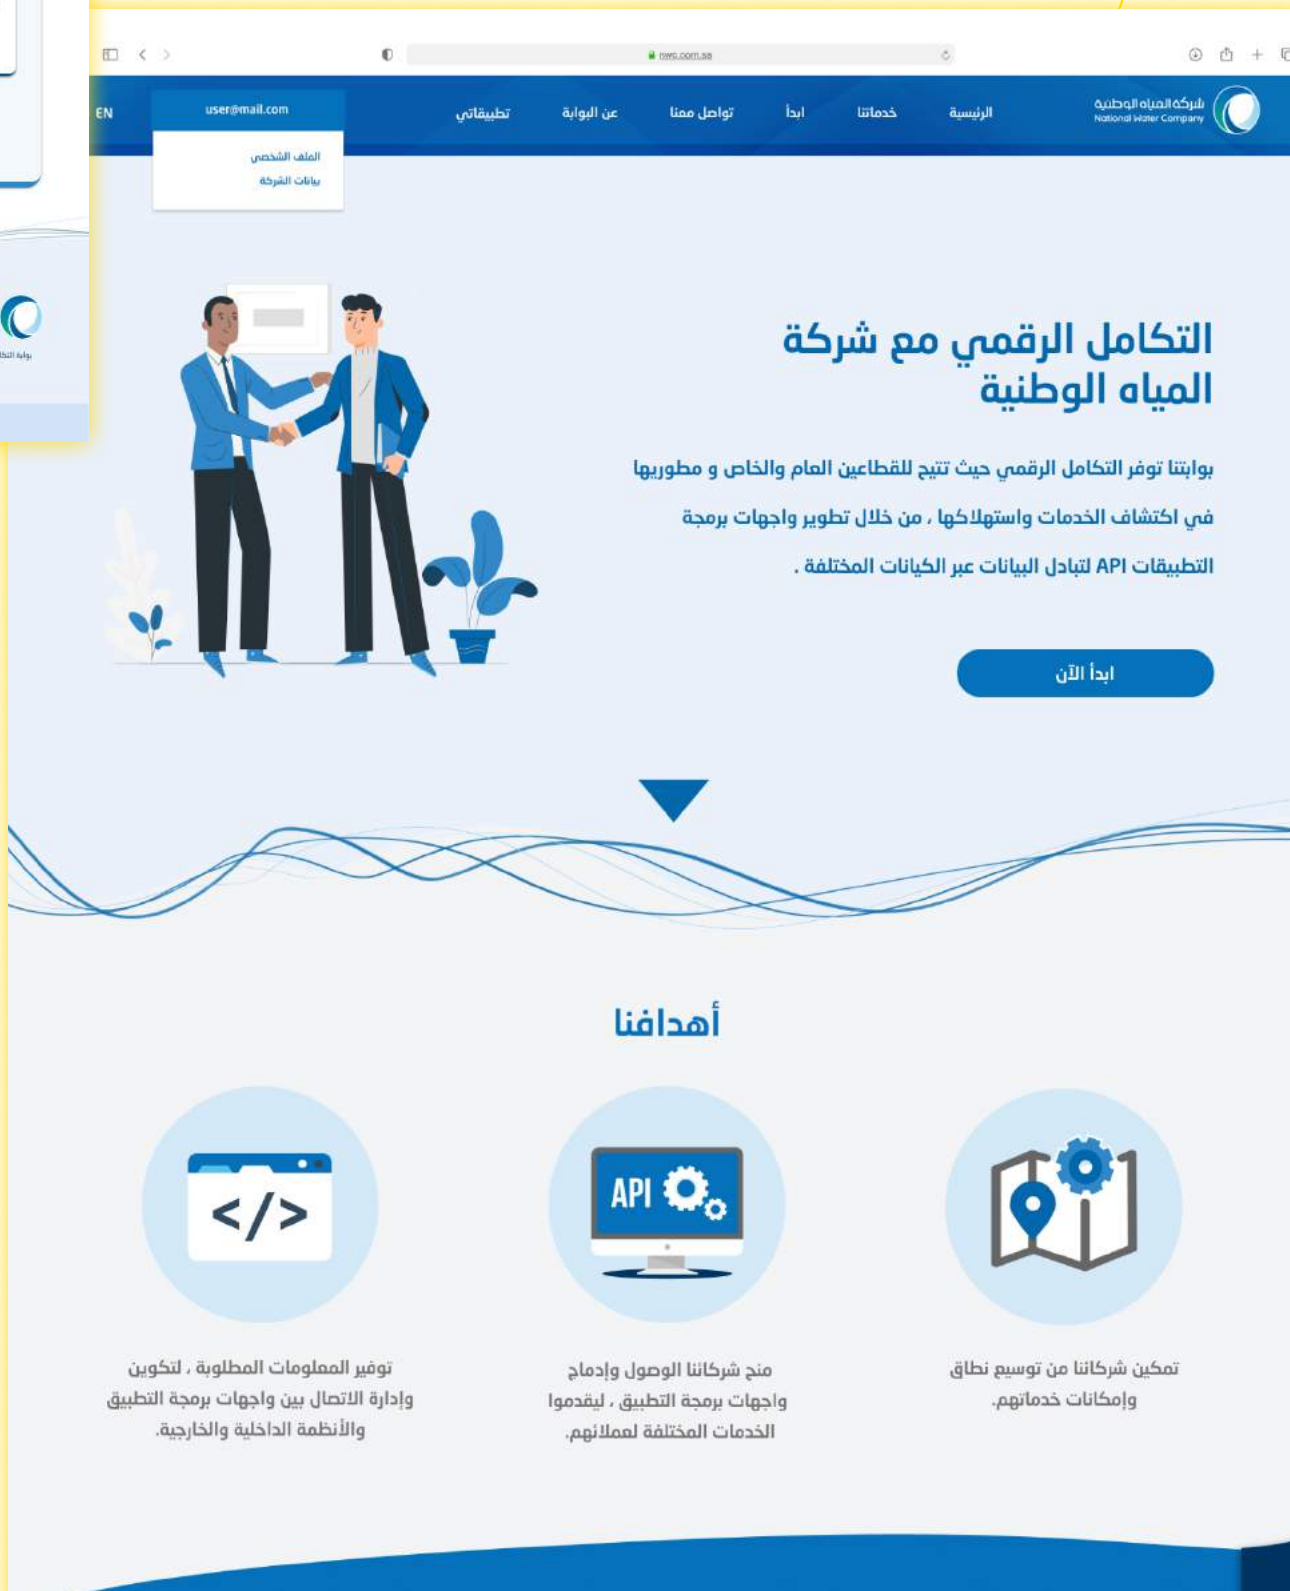 nwc.com.sa
شركة المياه الوطنية
National Water Company
الرئيسية
خدماتنا
ابدأ
تواصل معنا
عن البوابة
تطبيقاتي
user@mail.com
EN
الملف الشخصي
بيانات الشركة
التكامل الرقمي مع شركة
المياه الوطنية
بوابتنا توفر التكامل الرقمي حيث تتيح للقطاعين العام والخاص و مطوريها
في اكتشاف الخدمات واستهلاكها ، من خلال تطوير واجهات برمجة
التطبيقات API لتبادل البيانات عبر الكيانات المختلفة .
ابدأ الآن
بوابة
أهدافنا
API
</>
تمكين شركائنا من توسيع نطاق
وإمكانات خدماتهم.
منح شركائنا الوصول وإدماج
واجهات برمجة التطبيق ، ليقدموا
الخدمات المختلفة لعملائهم.
توفير المعلومات المطلوبة ، لتكوين
وإدارة الاتصال بين واجهات برمجة التطبيق
والأنظمة الداخلية والخارجية.